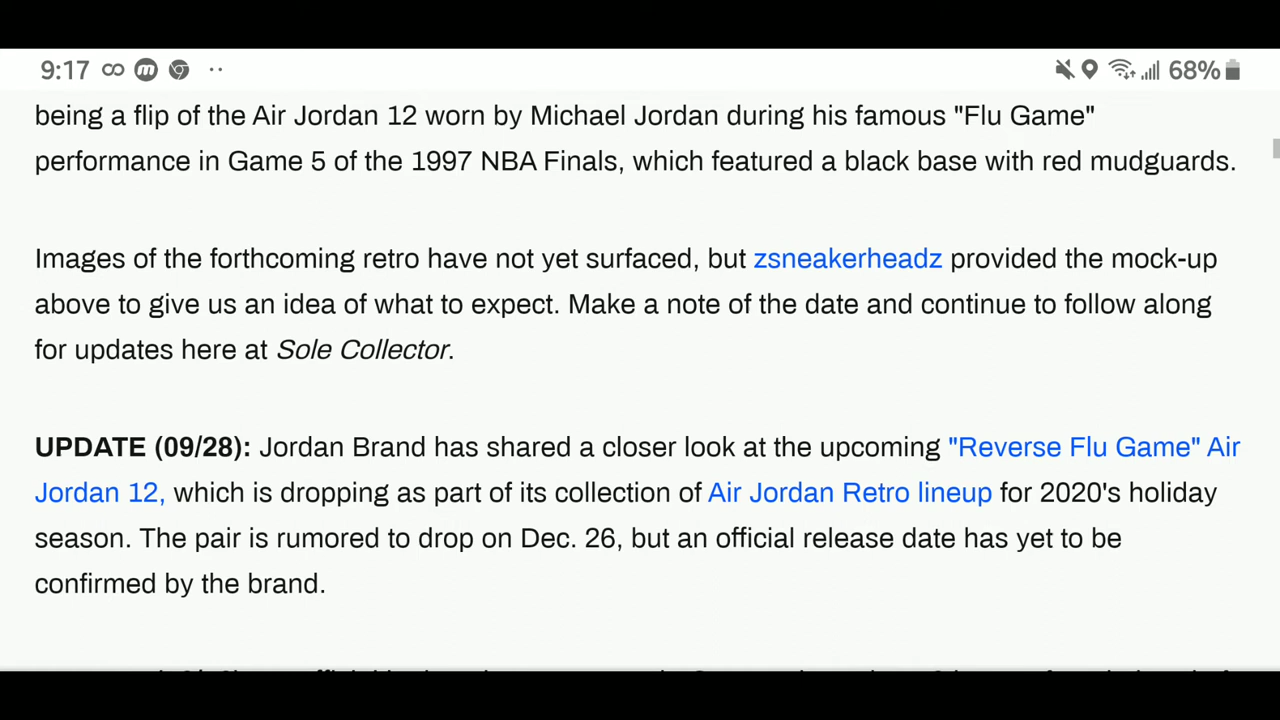 9:17 68%
being a flip of the Air Jordan 12 worn by Michael Jordan during his famous "Flu Game"
performance in Game 5 of the 1997 NBA Finals, which featured a black base with red mudguards.
Images of the forthcoming retro have not yet surfaced, but zsneakerheadz provided the mock-up
above to give us an idea of what to expect. Make a note of the date and continue to follow along
for updates here at Sole Collector.
UPDATE (09/28): Jordan Brand has shared a closer look at the upcoming "Reverse Flu Game" Air
Jordan 12, which is dropping as part of its collection of Air Jordan Retro lineup for 2020's holiday
season. The pair is rumored to drop on Dec. 26, but an official release date has yet to be
confirmed by the brand.